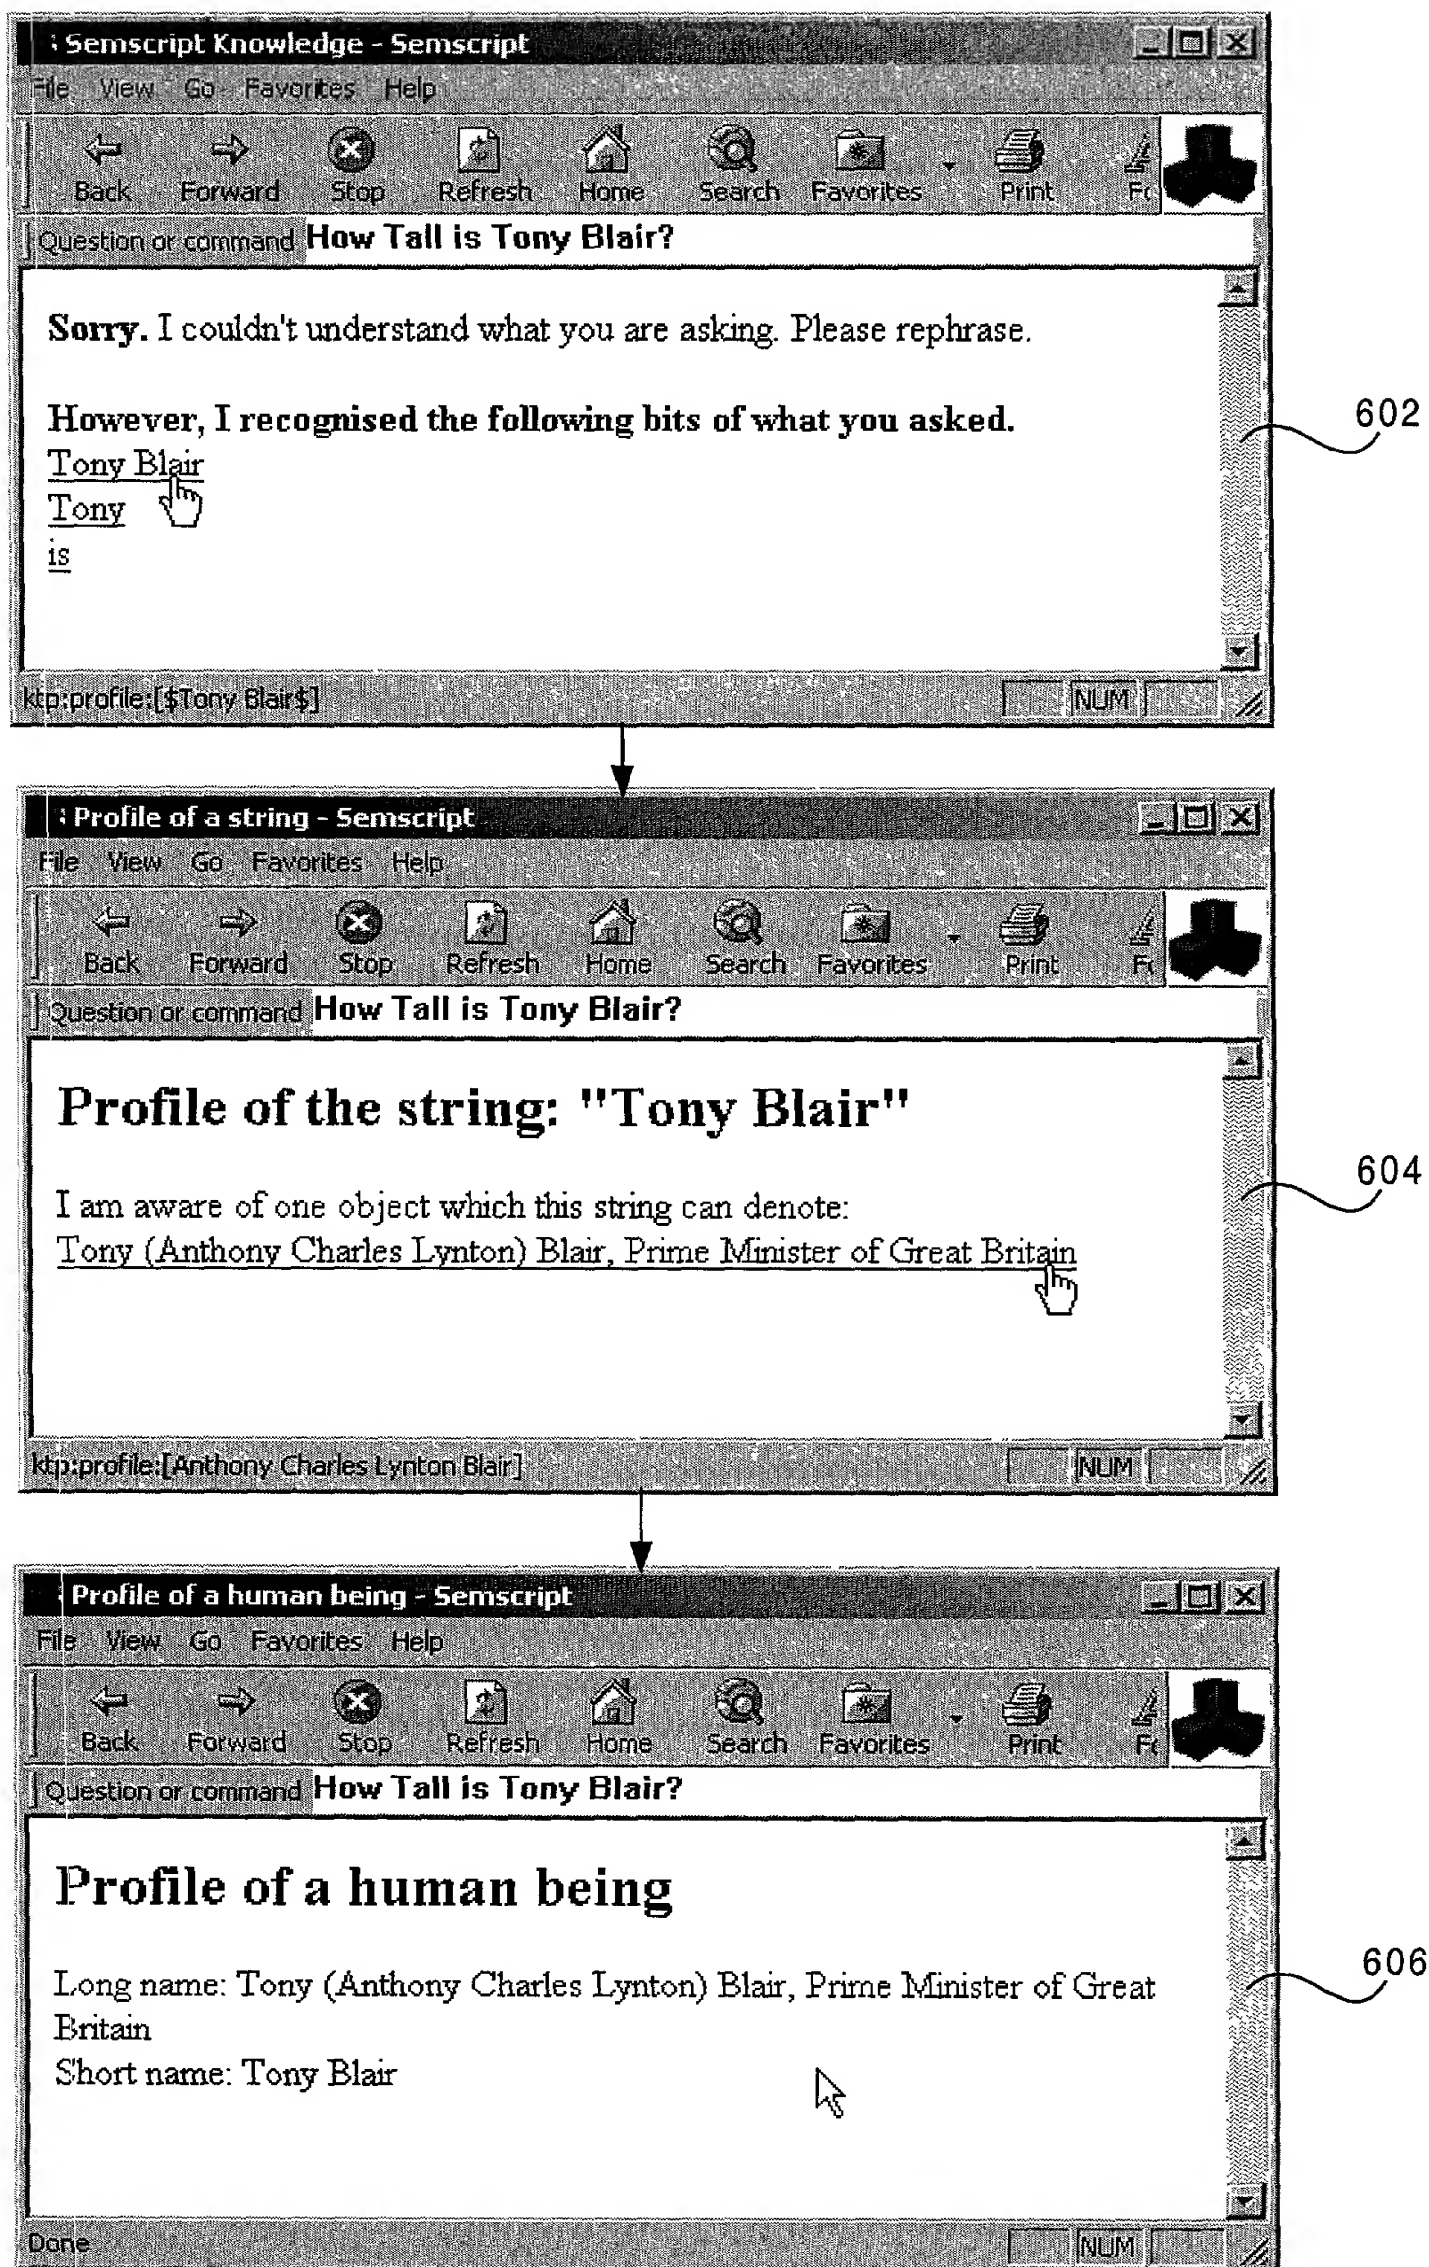 Semscript Knowledge - Semscript
File View Go Favorites Help
Back Forward Stop Refresh Home Search Favorites Print
Question or command How Tall is Tony Blair?
Sorry. I couldn't understand what you are asking. Please rephrase.
However, I recognised the following bits of what you asked.
Tony Blair
Tony
is
602
ktp:profile:[$Tony Blair$] NUM
Profile of a string - Semscript
File View Go Favorites Help
Back Forward Stop Refresh Home Search Favorites Print
Question or command How Tall is Tony Blair?
Profile of the string: "Tony Blair"
I am aware of one object which this string can denote:
Tony (Anthony Charles Lynton) Blair, Prime Minister of Great Britain
604
ktp:profile:[Anthony Charles Lynton Blair] NUM
Profile of a human being - Semscript
File View Go Favorites Help
Back Forward Stop Refresh Home Search Favorites Print
Question or command How Tall is Tony Blair?
Profile of a human being
Long name: Tony (Anthony Charles Lynton) Blair, Prime Minister of Great
Britain
Short name: Tony Blair
606
Done NUM